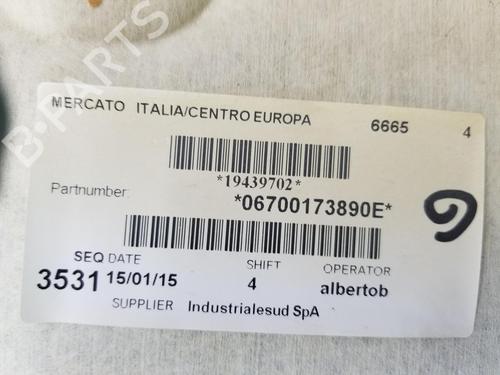 B-PARTS
MERCATO ITALIA/CENTRO EUROPA 6665 4
*19439702*
Partnumber: *06700173890E*
SEQ DATE SHIFT OPERATOR
3531 15/01/15 4 albertob
SUPPLIER Industrialesud SpA